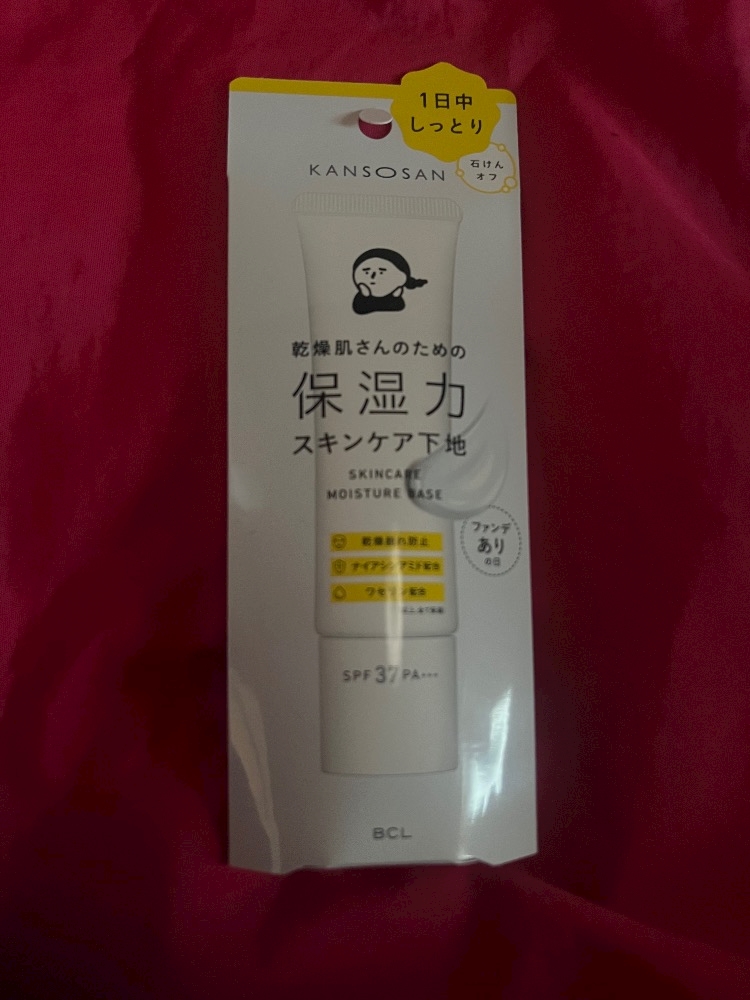 1日中
しっとり
石けん
オフ
KANSOSAN
乾燥肌さんのための
保湿力
スキンケア下地
SKINCARE
MOISTURE BASE
ファンデ
あり
の日
乾燥崩れ防止
ナイアシンアミド配合
ワセリン配合
SPF37 PA+++
BCL